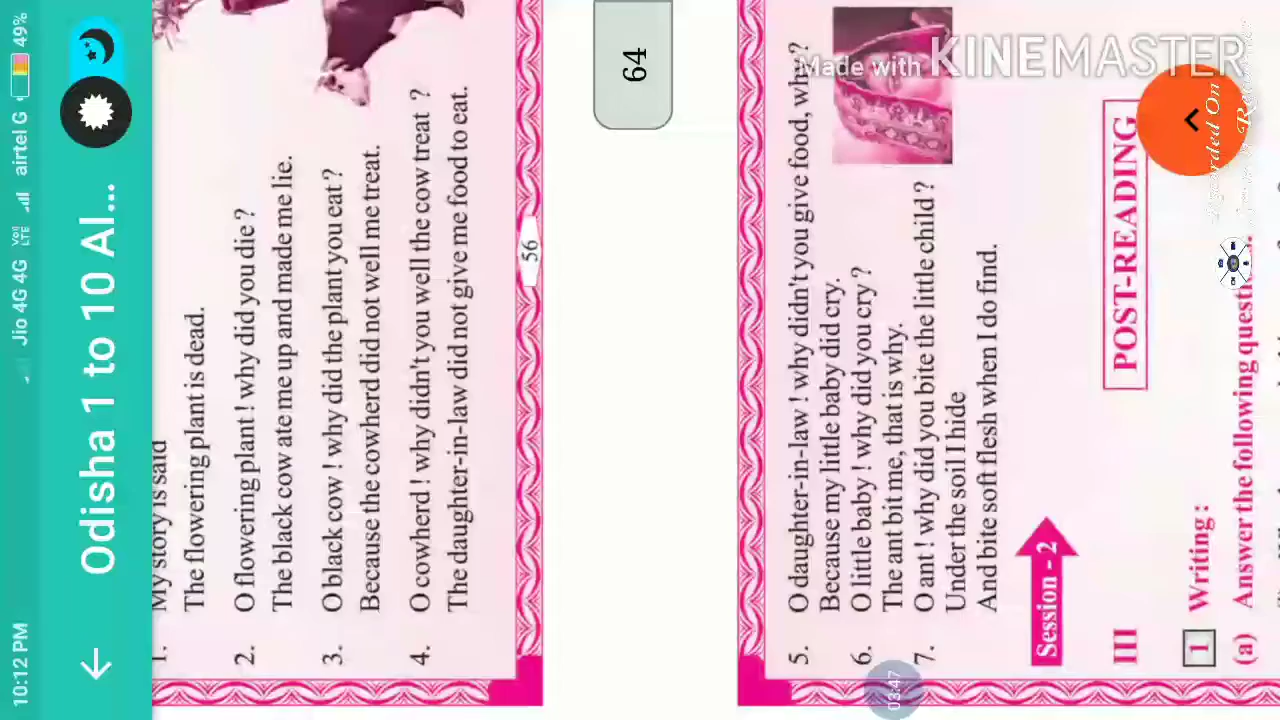 10:12 PM
Jio 4G 4G VoLTE airtel G 49%
← Odisha 1 to 10 Al...
1. My story is said
The flowering plant is dead.
2. O flowering plant ! why did you die ?
The black cow ate me up and made me lie.
3. O black cow ! why did the plant you eat ?
Because the cowherd did not well me treat.
4. O cowherd ! why didn't you well the cow treat ?
The daughter-in-law did not give me food to eat.
56
64
5. O daughter-in-law ! why didn't you give food, why?
Because my little baby did cry.
6. O little baby ! why did you cry ?
The ant bit me, that is why.
7. O ant ! why did you bite the little child ?
Under the soil I hide
And bite soft flesh when I do find.
Session - 2
III POST-READING
1 Writing :
(a) Answer the following
Made with KINEMASTER
03:47